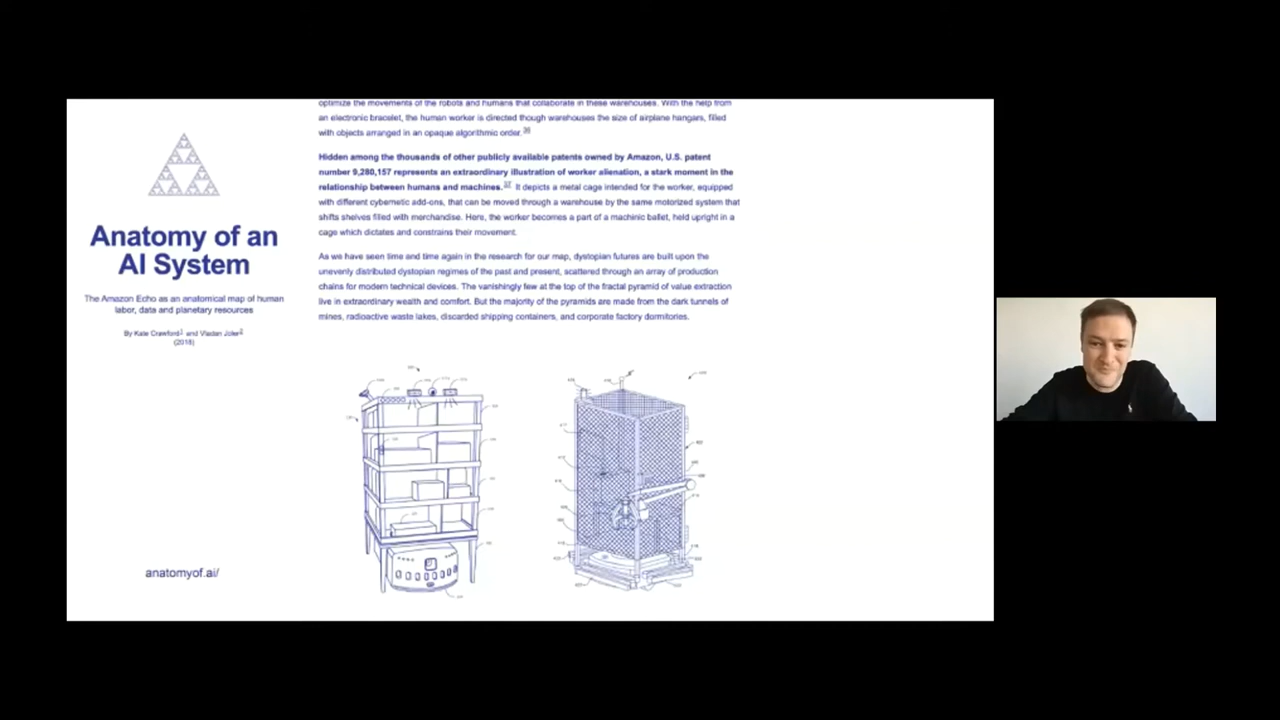 Anatomy of an
AI System
The Amazon Echo as an anatomical map of human
labor, data and planetary resources
By Kate Crawford1 and Vladan Joler2
(2018)
anatomyof.ai/
optimize the movements of the robots and humans that collaborate in these warehouses. With the help from
an electronic bracelet, the human worker is directed though warehouses the size of airplane hangars, filled
with objects arranged in an opaque algorithmic order.
Hidden among the thousands of other publicly available patents owned by Amazon, U.S. patent
number 9,280,157 represents an extraordinary illustration of worker alienation, a stark moment in the
relationship between humans and machines. It depicts a metal cage intended for the worker, equipped
with different cybernetic add-ons, that can be moved through a warehouse by the same motorized system that
shifts shelves filled with merchandise. Here, the worker becomes a part of a machinic ballet, held upright in a
cage which dictates and constrains their movement.
As we have seen time and time again in the research for our map, dystopian futures are built upon the
unevenly distributed dystopian regimes of the past and present, scattered through an array of production
chains for modern technical devices. The vanishingly few at the top of the fractal pyramid of value extraction
live in extraordinary wealth and comfort. But the majority of the pyramids are made from the dark tunnels of
mines, radioactive waste lakes, discarded shipping containers, and corporate factory dormitories.